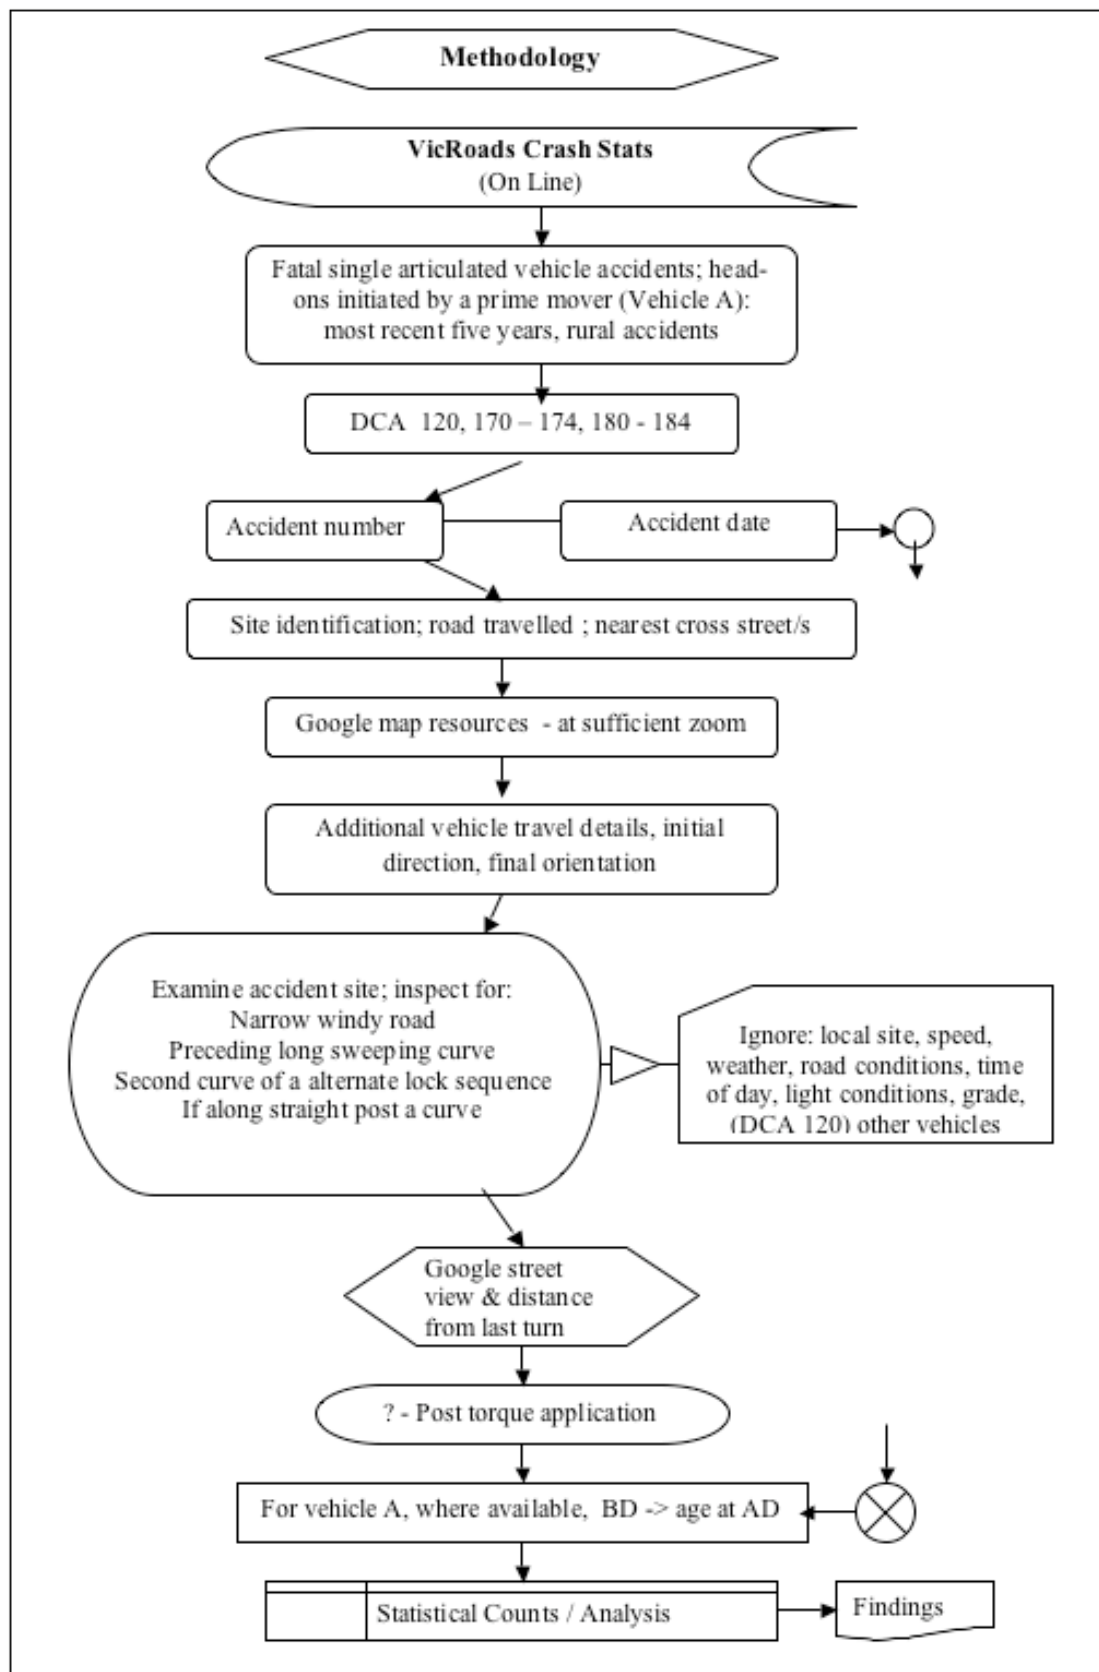 Methodology
VicRoads Crash Stats
(On Line)
Fatal single articulated vehicle accidents; head-
ons initiated by a prime mover (Vehicle A):
most recent five years, rural accidents
DCA 120, 170 – 174, 180 - 184
Accident number
Accident date
Site identification; road travelled ; nearest cross street/s
Google map resources - at sufficient zoom
Additional vehicle travel details, initial
direction, final orientation
Examine accident site; inspect for:
Narrow windy road
Preceding long sweeping curve
Second curve of a alternate lock sequence
If along straight post a curve
Ignore: local site, speed,
weather, road conditions, time
of day, light conditions, grade,
(DCA 120) other vehicles
Google street
view & distance
from last turn
? - Post torque application
For vehicle A, where available, BD -> age at AD
Statistical Counts / Analysis
Findings